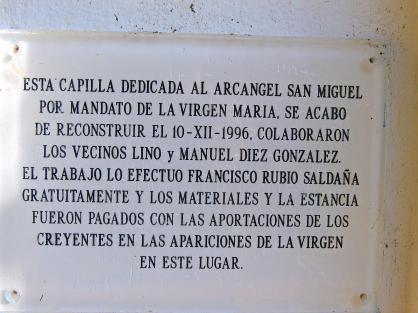 ESTA CAPILLA DEDICADA AL ARCANGEL SAN MIGUEL
POR MANDATO DE LA VIRGEN MARIA, SE ACABO
DE RECONSTRUIR EL 10-XII-1996, COLABORARON
LOS VECINOS LINO y MANUEL DIEZ GONZALEZ.
EL TRABAJO LO EFECTUO FRANCISCO RUBIO SALDAÑA
GRATUITAMENTE Y LOS MATERIALES Y LA ESTANCIA
FUERON PAGADOS CON LAS APORTACIONES DE LOS
CREYENTES EN LAS APARICIONES DE LA VIRGEN
EN ESTE LUGAR.